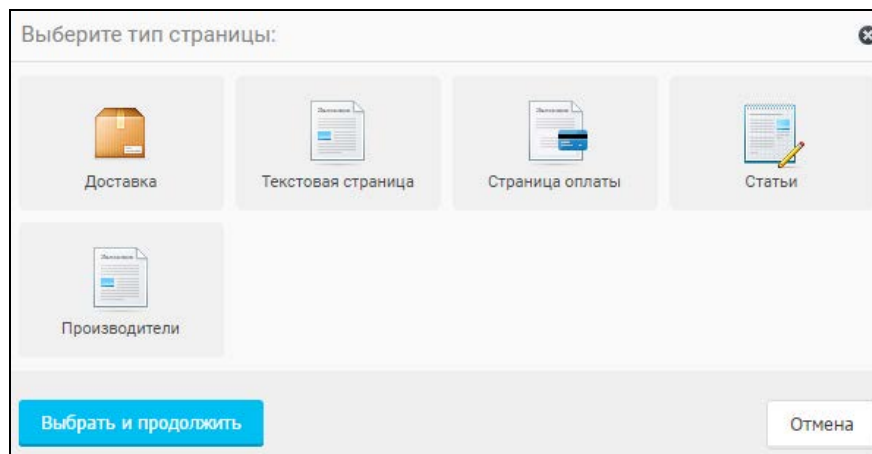 Выберите тип страницы:
Доставка
Текстовая страница
Страница оплаты
Статьи
Производители
Выбрать и продолжить
Отмена